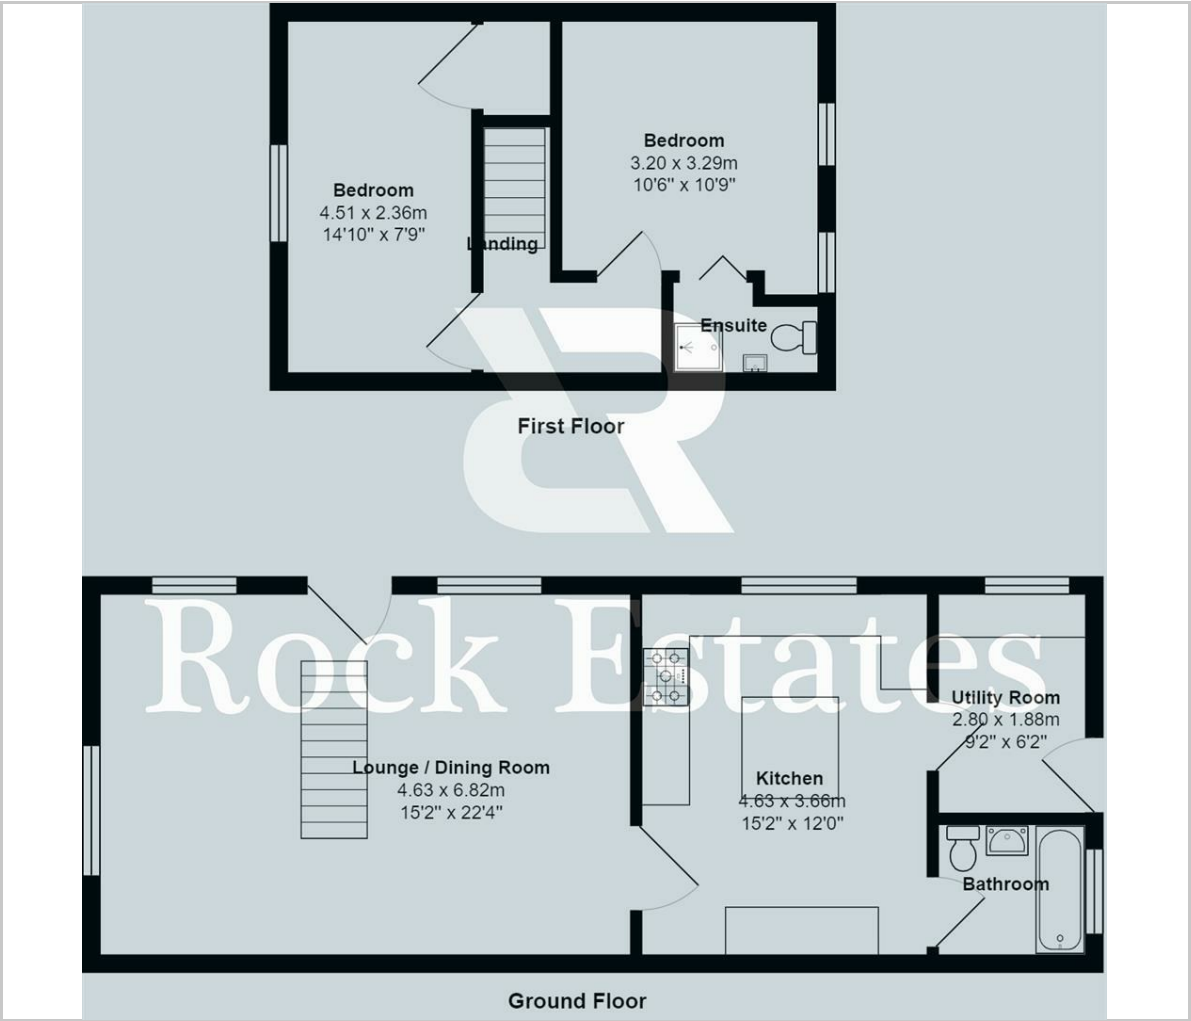 Bedroom
3.20 x 3.29m
10'6" x 10'9"
Bedroom
4.51 x 2.36m
14'10" x 7'9"
Landing
Ensuite
First Floor
Rock Estates
Utility Room
2.80 x 1.88m
9'2" x 6'2"
Lounge / Dining Room
4.63 x 6.82m
15'2" x 22'4"
Kitchen
4.63 x 3.66m
15'2" x 12'0"
Bathroom
Ground Floor